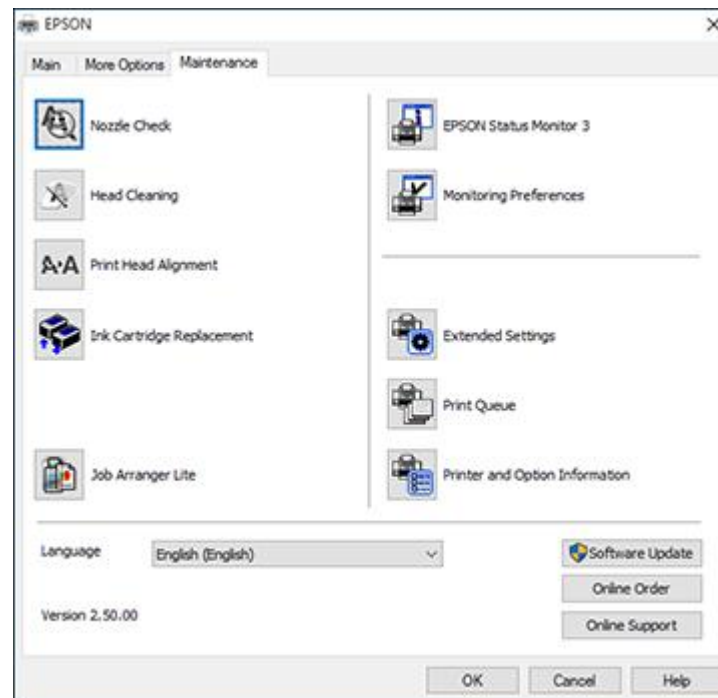 EPSON
Main More Options Maintenance
Nozzle Check
EPSON Status Monitor 3
Head Cleaning
Monitoring Preferences
A·A Print Head Alignment
Ink Cartridge Replacement
Extended Settings
Print Queue
Job Arranger Lite
Printer and Option Information
Language English (English)
Software Update
Online Order
Version 2.50.00
Online Support
OK Cancel Help